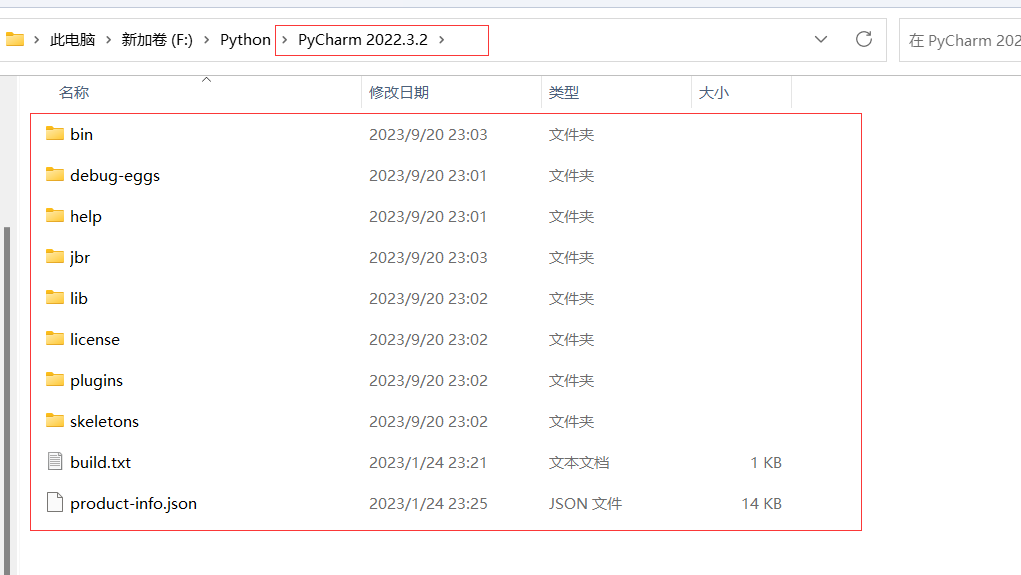 此电脑 新加卷 (F:) Python PyCharm 2022.3.2 在 PyCharm 202
名称 修改日期 类型 大小
bin 2023/9/20 23:03 文件夹
debug-eggs 2023/9/20 23:01 文件夹
help 2023/9/20 23:01 文件夹
jbr 2023/9/20 23:03 文件夹
lib 2023/9/20 23:02 文件夹
license 2023/9/20 23:02 文件夹
plugins 2023/9/20 23:02 文件夹
skeletons 2023/9/20 23:02 文件夹
build.txt 2023/1/24 23:21 文本文档 1 KB
product-info.json 2023/1/24 23:25 JSON 文件 14 KB